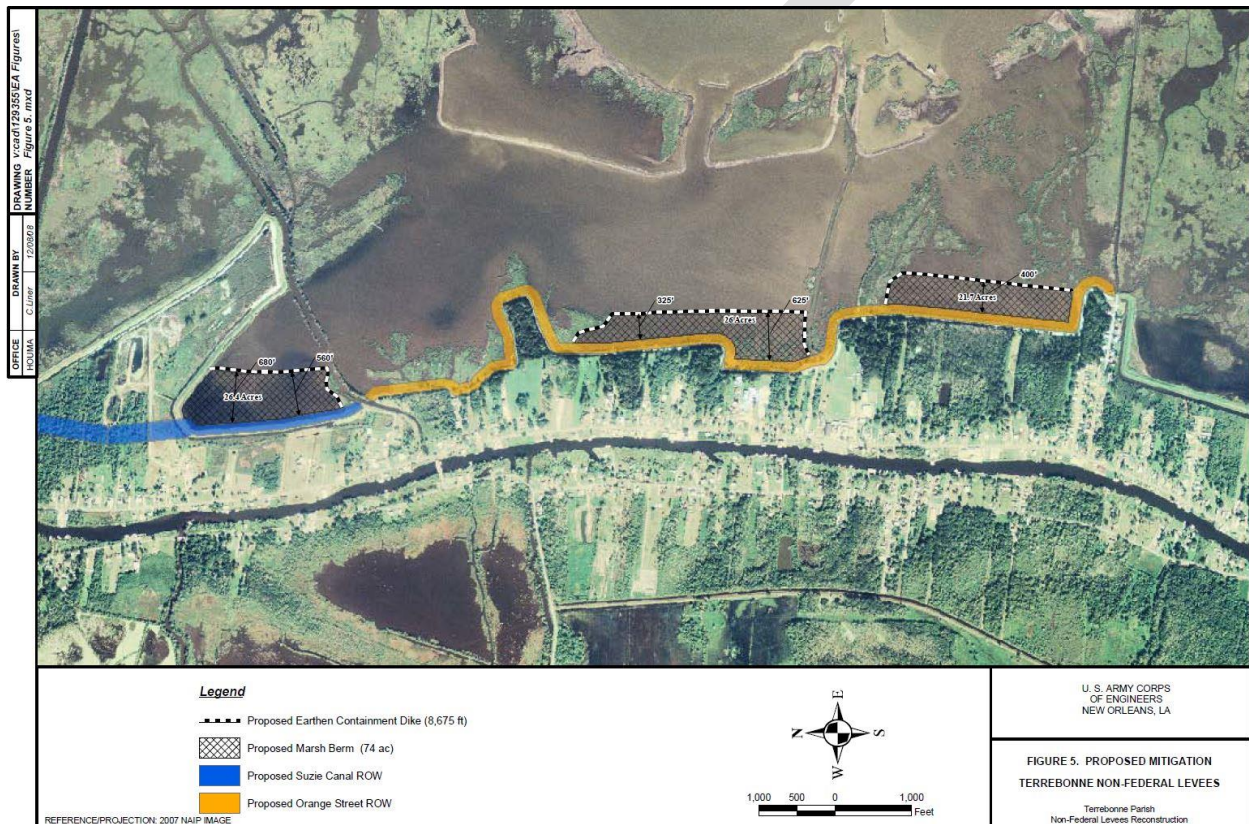 DRAWING v:cad\129355\EA Figures\
NUMBER Figure 5. mxd
DRAWN BY
C.Liner 12/08/08
OFFICE
HOUMA
680'
560'
26.4 Acres
325'
625'
26 Acres
400'
21.7 Acres
Legend
Proposed Earthen Containment Dike (8,675 ft)
Proposed Marsh Berm (74 ac)
Proposed Suzie Canal ROW
Proposed Orange Street ROW
REFERENCE/PROJECTION: 2007 NAIP IMAGE
E
N
S
W
1,000 500 0 1,000
Feet
U. S. ARMY CORPS
OF ENGINEERS
NEW ORLEANS, LA
FIGURE 5. PROPOSED MITIGATION
TERREBONNE NON-FEDERAL LEVEES
Terrebonne Parish
Non-Federal Levees Reconstruction